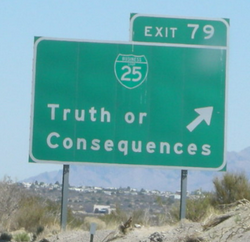 EXIT 79
BUSINESS
25
Truth or
Consequences